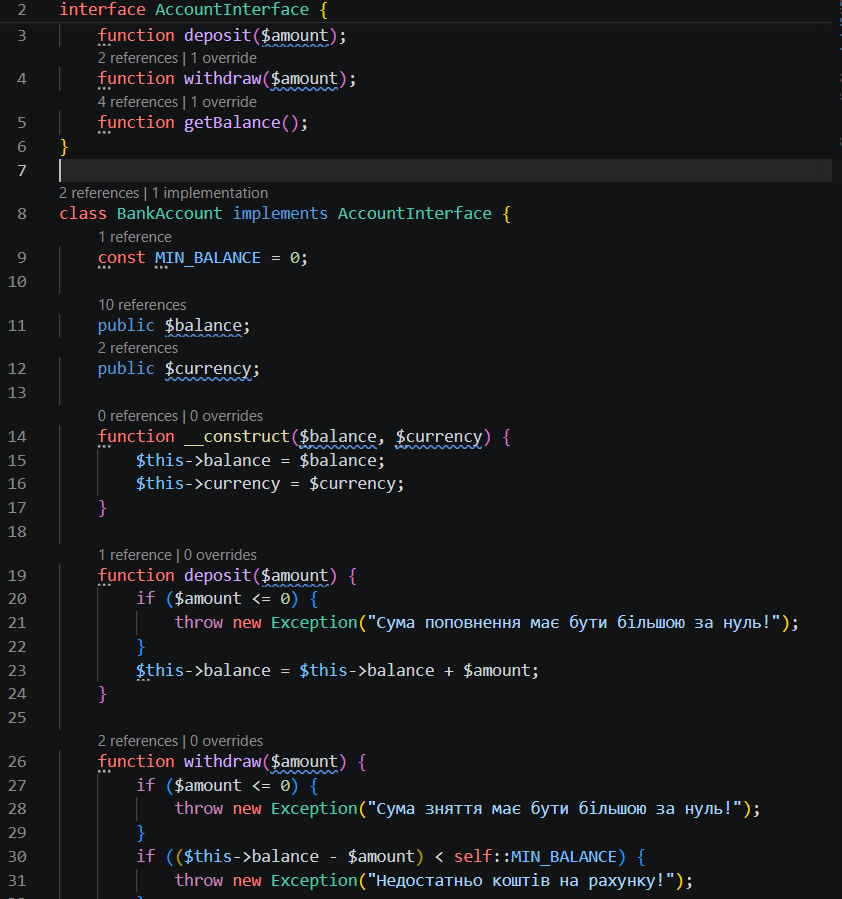 2 interface AccountInterface {
3 function deposit($amount);
2 references | 1 override
4 function withdraw($amount);
4 references | 1 override
5 function getBalance();
6 }
7
2 references | 1 implementation
8 class BankAccount implements AccountInterface {
1 reference
9 const MIN_BALANCE = 0;
10
10 references
11 public $balance;
2 references
12 public $currency;
13
0 references | 0 overrides
14 function __construct($balance, $currency) {
15 $this->balance = $balance;
16 $this->currency = $currency;
17 }
18
1 reference | 0 overrides
19 function deposit($amount) {
20 if ($amount <= 0) {
21 throw new Exception("Сума поповнення має бути більшою за нуль!");
22 }
23 $this->balance = $this->balance + $amount;
24 }
25
2 references | 0 overrides
26 function withdraw($amount) {
27 if ($amount <= 0) {
28 throw new Exception("Сума зняття має бути більшою за нуль!");
29 }
30 if (($this->balance - $amount) < self::MIN_BALANCE) {
31 throw new Exception("Недостатньо коштів на рахунку!");